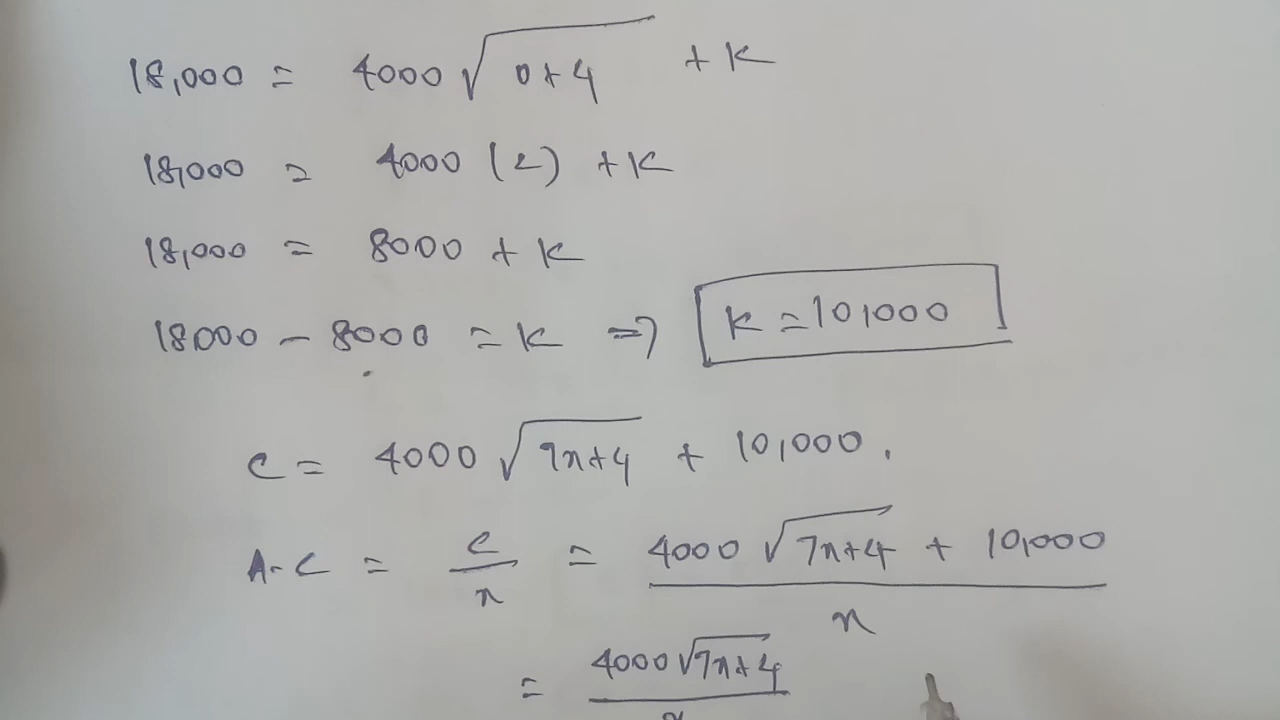 18,000 = 4000 √(0+4) + K
18,000 = 4000 (2) + K
18,000 = 8000 + K
18000 - 8000 = K ⇒ K = 10,000
C = 4000 √(7x+4) + 10,000.
A.C = C/x = (4000 √(7x+4) + 10,000)/x
= 4000√(7x+4)/x